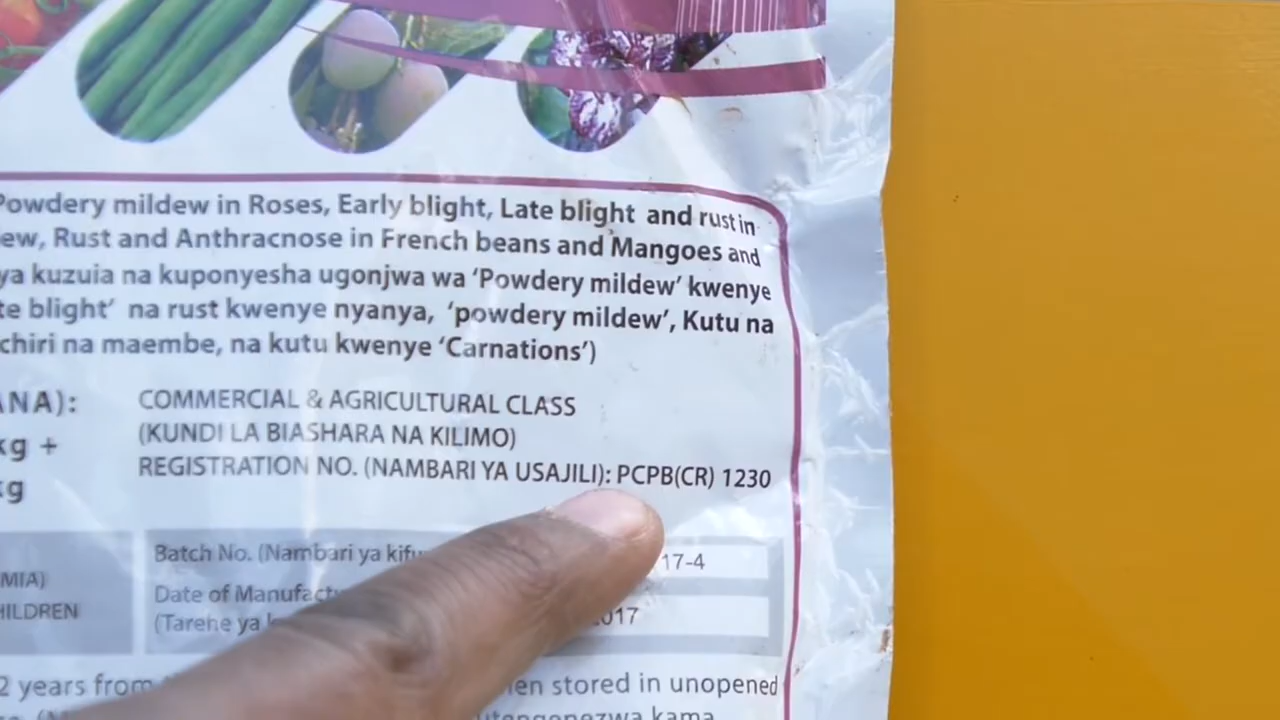 Powdery mildew in Roses, Early blight, Late blight and rust in
ew, Rust and Anthracnose in French beans and Mangoes and
ya kuzuia na kuponyesha ugonjwa wa ‘Powdery mildew’ kwenye
te blight’ na rust kwenye nyanya, ‘powdery mildew’, Kutu na
chiri na maembe, na kutu kwenye ‘Carnations’)
ANA):
COMMERCIAL & AGRICULTURAL CLASS
kg +
(KUNDI LA BIASHARA NA KILIMO)
REGISTRATION NO. (NAMBARI YA USAJILI): PCPB(CR) 1230
kg
Batch No. (Nambari ya kifu 17-4
MIA)
Date of Manufactu
HILDREN
(Tarehe ya 2017
2 years from en stored in unopened
kama